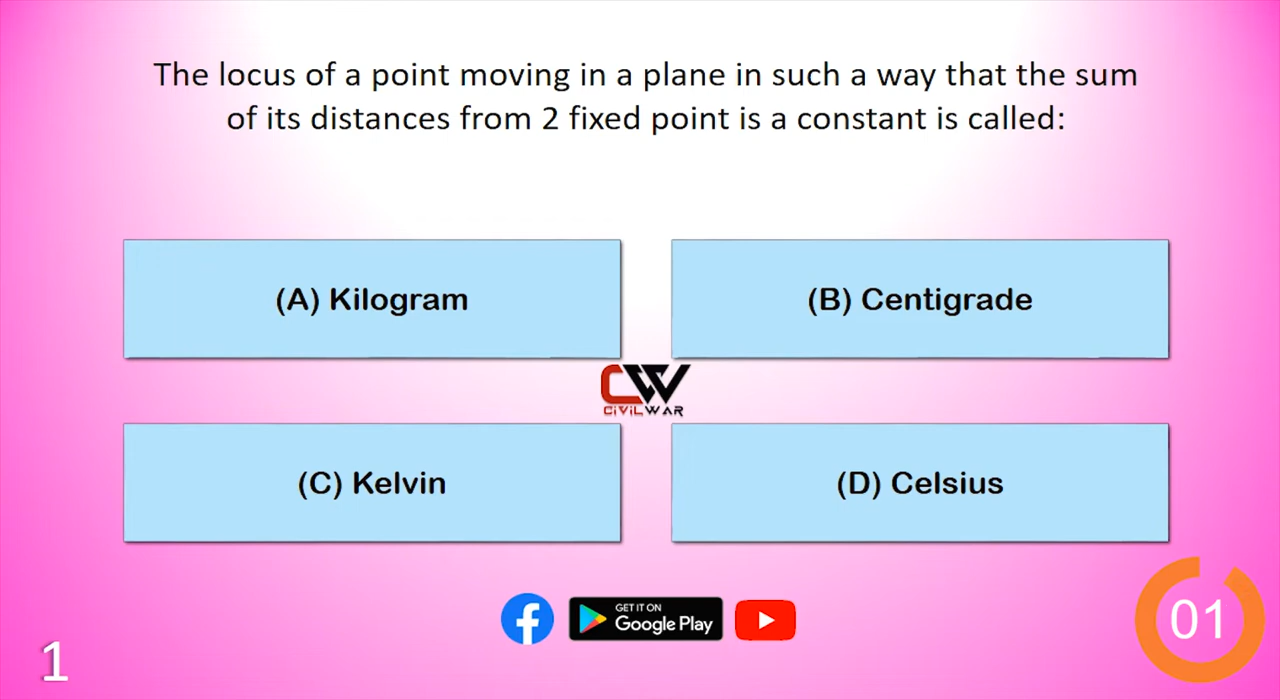 The locus of a point moving in a plane in such a way that the sum
of its distances from 2 fixed point is a constant is called:
(A) Kilogram
(B) Centigrade
CW
CIVILWAR
(C) Kelvin
(D) Celsius
GET IT ON
Google Play
01
1